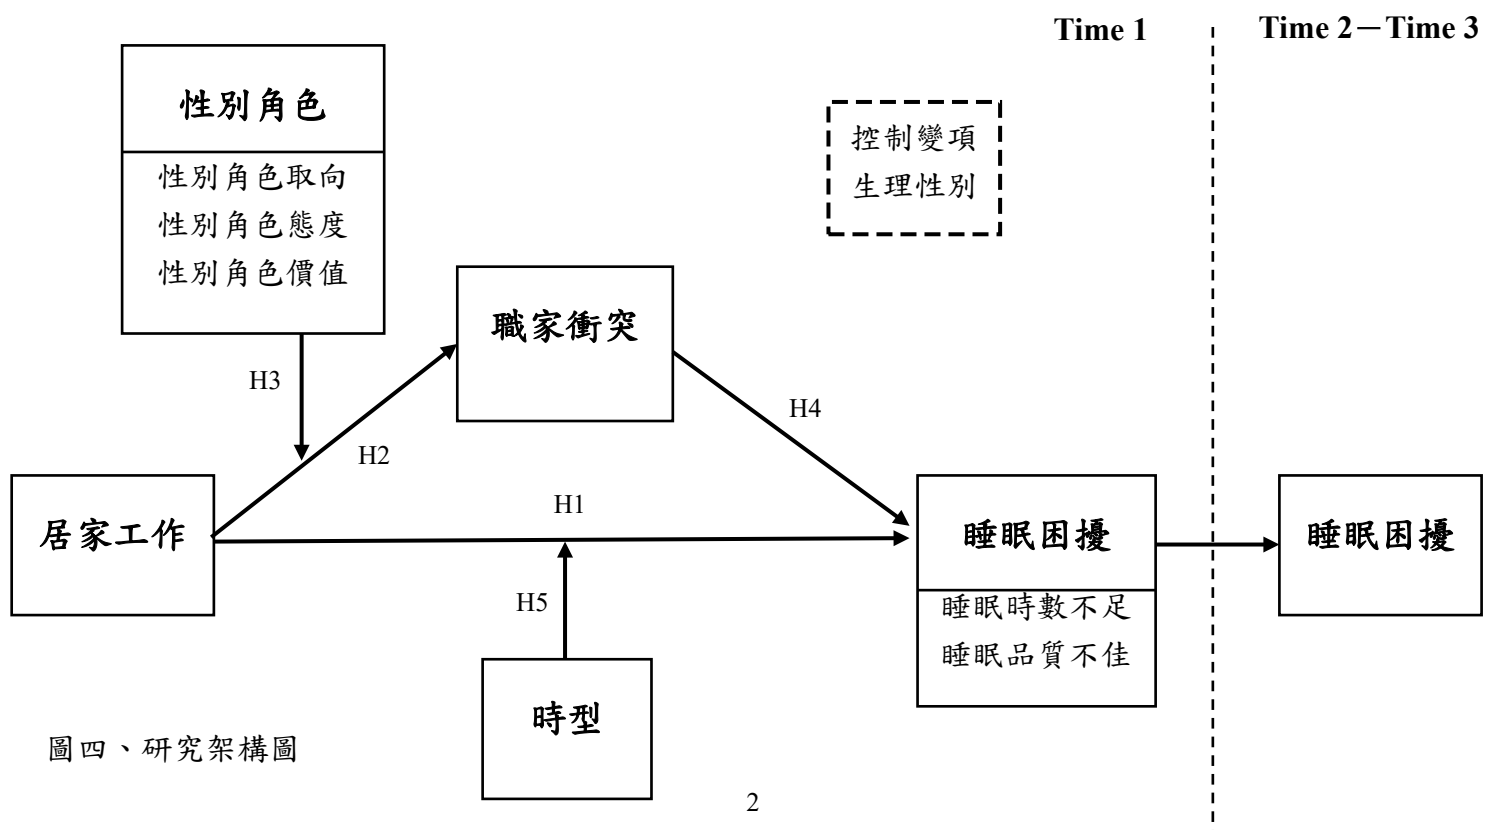 Time 1
Time 2－Time 3
性別角色
性別角色取向
性別角色態度
性別角色價值
控制變項
生理性別
職家衝突
H3
H2
H4
H1
居家工作
睡眠困擾
睡眠時數不足
睡眠品質不佳
睡眠困擾
H5
時型
圖四、研究架構圖
2